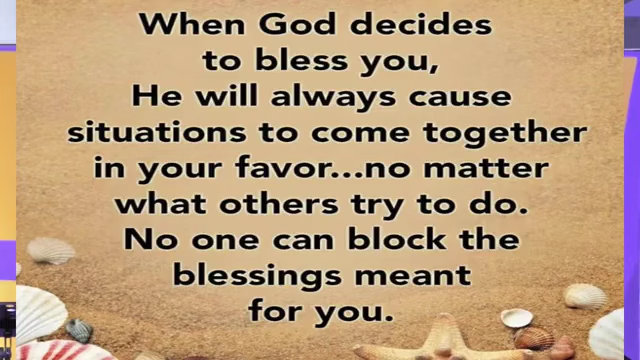 When God decides
to bless you,
He will always cause
situations to come together
in your favor...no matter
what others try to do.
No one can block the
blessings meant
for you.